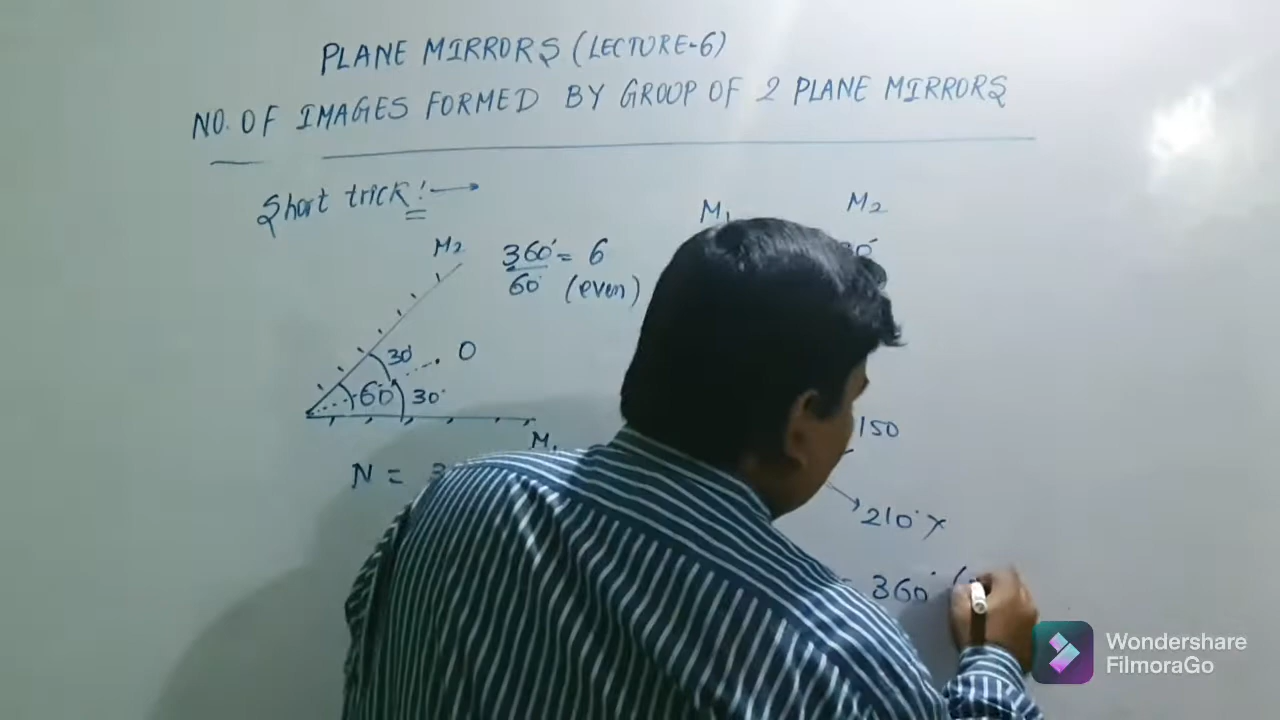 PLANE MIRRORS (LECTURE-6)
NO. OF IMAGES FORMED BY GROUP OF 2 PLANE MIRRORS
Short trick! →
M₂
360° = 6
60° (even)
30° O
60° 30°
M₁
N =
M₁ M₂
150
210° x
= 360° (
Wondershare
FilmoraGo